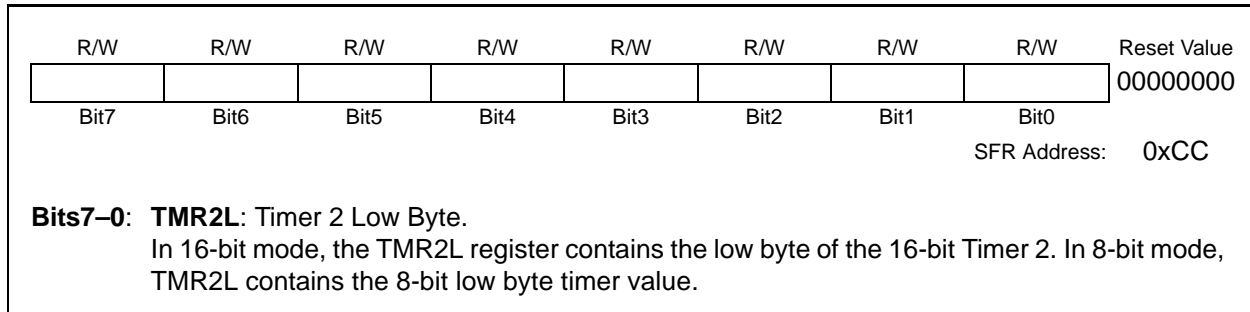 R/W R/W R/W R/W R/W R/W R/W R/W Reset Value
00000000
Bit7 Bit6 Bit5 Bit4 Bit3 Bit2 Bit1 Bit0
SFR Address: 0xCC
Bits7–0: TMR2L: Timer 2 Low Byte.
In 16-bit mode, the TMR2L register contains the low byte of the 16-bit Timer 2. In 8-bit mode,
TMR2L contains the 8-bit low byte timer value.